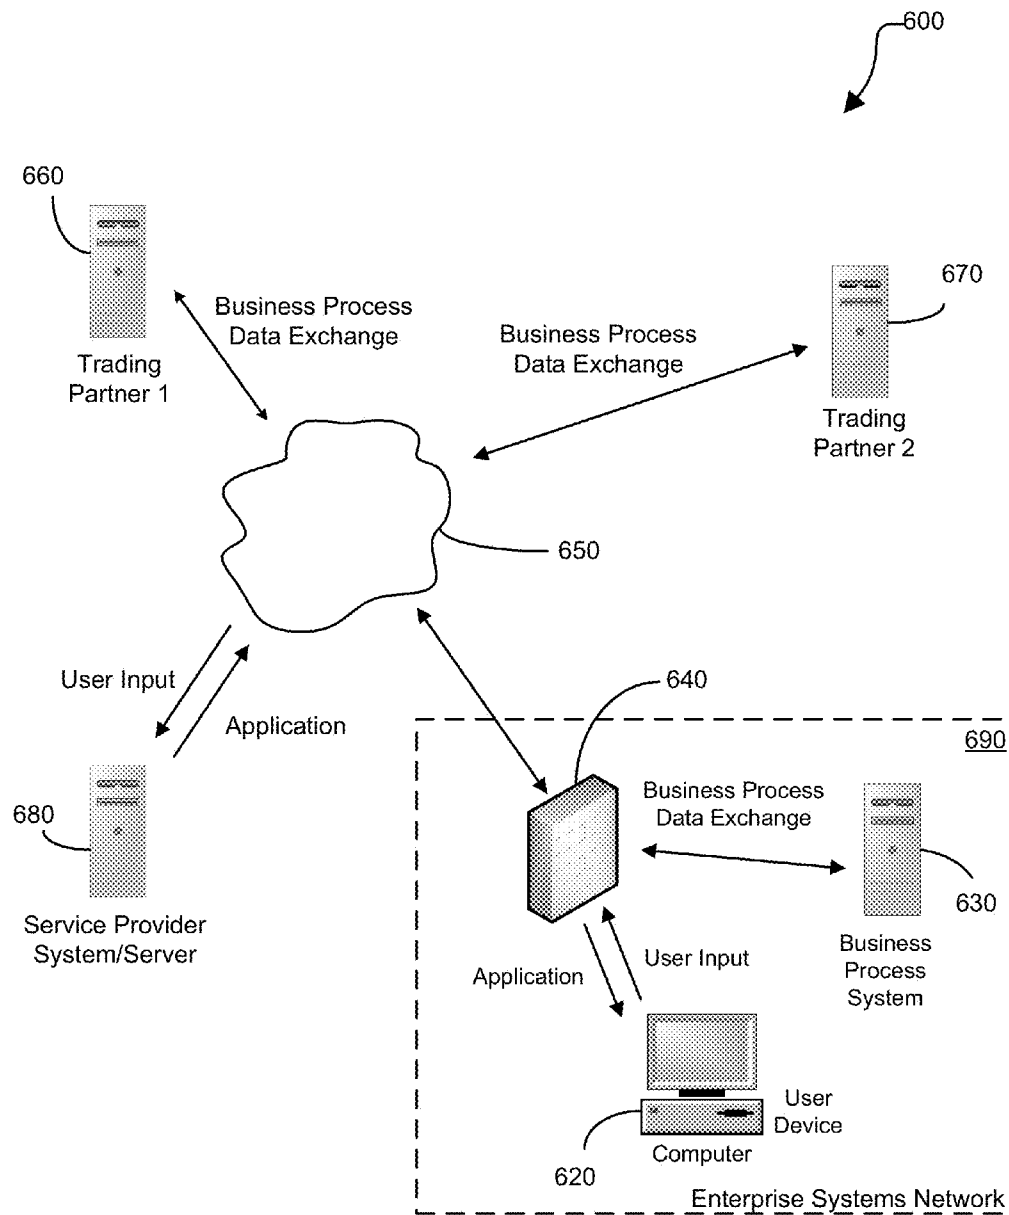 600
660
Trading
Partner 1
Business Process
Data Exchange
Business Process
Data Exchange
670
Trading
Partner 2
650
User Input
Application
680
Service Provider
System/Server
640
690
Business Process
Data Exchange
630
Business
Process
System
Application
User Input
User
Device
620
Computer
Enterprise Systems Network